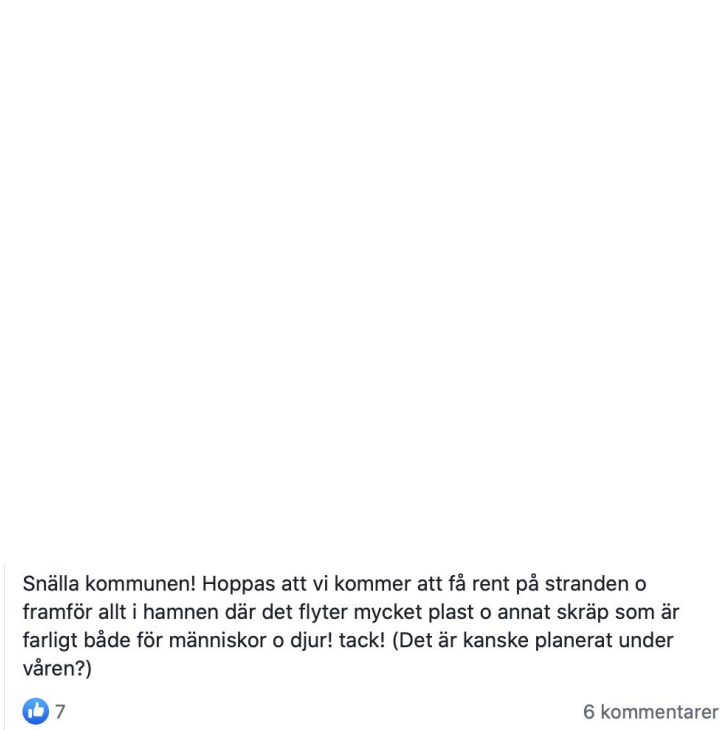 Snälla kommunen! Hoppas att vi kommer att få rent på stranden o
framför allt i hamnen där det flyter mycket plast o annat skräp som är
farligt både för människor o djur! tack! (Det är kanske planerat under
våren?)
7 6 kommentarer